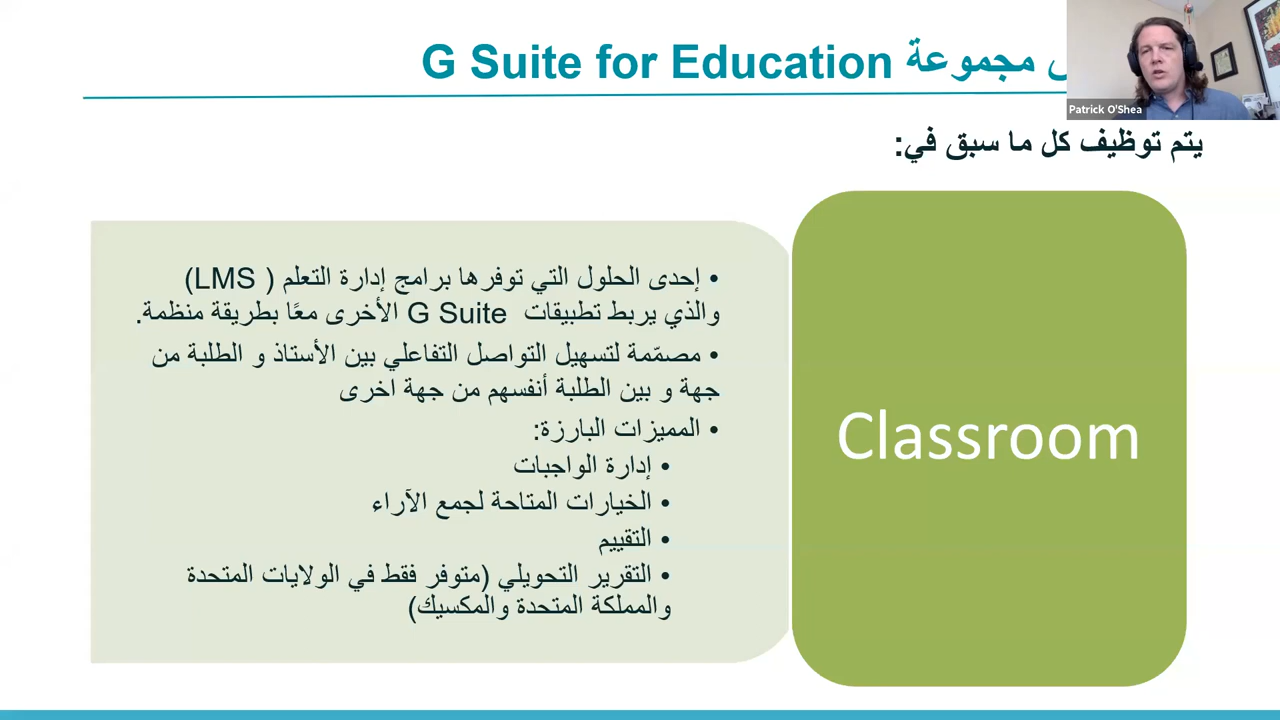 مجموعة G Suite for Education
Patrick O'Shea
يتم توظيف كل ما سبق في:
Classroom
• إحدى الحلول التي توفرها برامج إدارة التعلم ( LMS)
والذي يربط تطبيقات G Suite الأخرى معًا بطريقة منظمة.
• مصمّمة لتسهيل التواصل التفاعلي بين الأستاذ و الطلبة من
جهة و بين الطلبة أنفسهم من جهة اخرى
• المميزات البارزة:
• إدارة الواجبات
• الخيارات المتاحة لجمع الآراء
• التقييم
• التقرير التحويلي (متوفر فقط في الولايات المتحدة
والمملكة المتحدة والمكسيك)